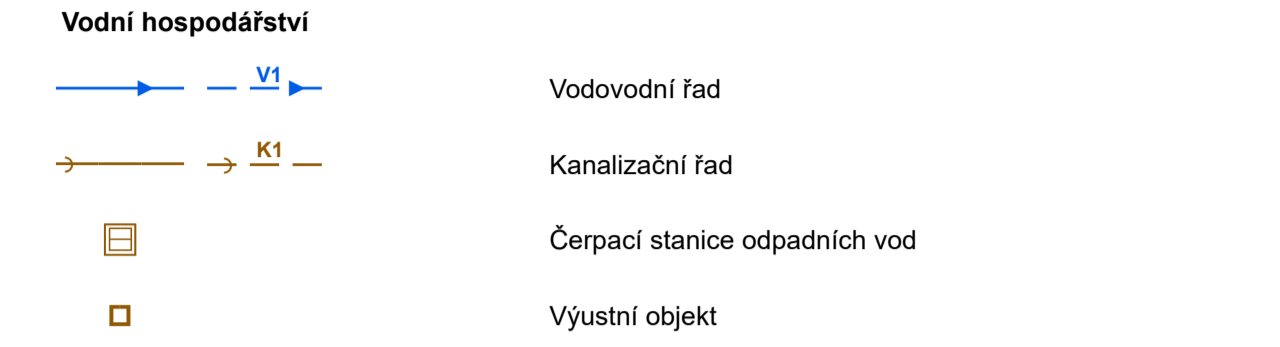 Vodní hospodářství
V1 Vodovodní řad
K1 Kanalizační řad
Čerpací stanice odpadních vod
Výustní objekt